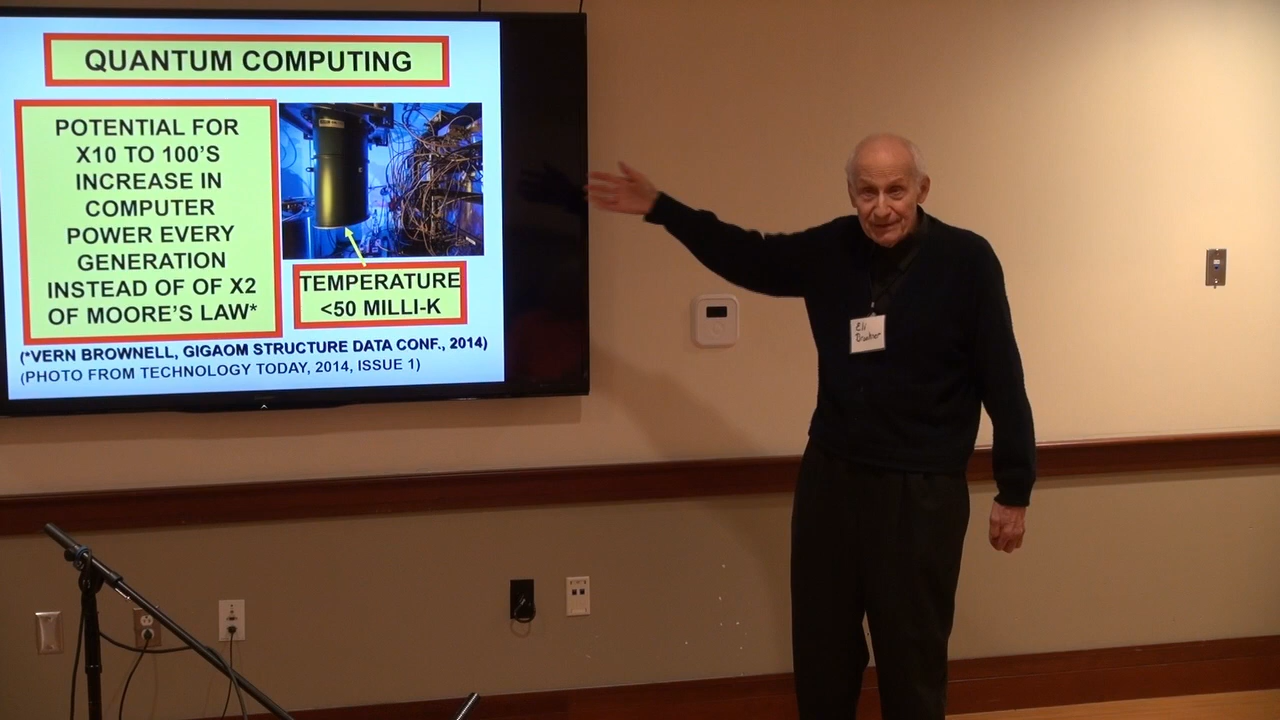 QUANTUM COMPUTING
POTENTIAL FOR
X10 TO 100'S
INCREASE IN
COMPUTER
POWER EVERY
GENERATION
INSTEAD OF OF X2
OF MOORE'S LAW*
TEMPERATURE
<50 MILLI-K
(*VERN BROWNELL, GIGAOM STRUCTURE DATA CONF., 2014)
(PHOTO FROM TECHNOLOGY TODAY, 2014, ISSUE 1)
Eli